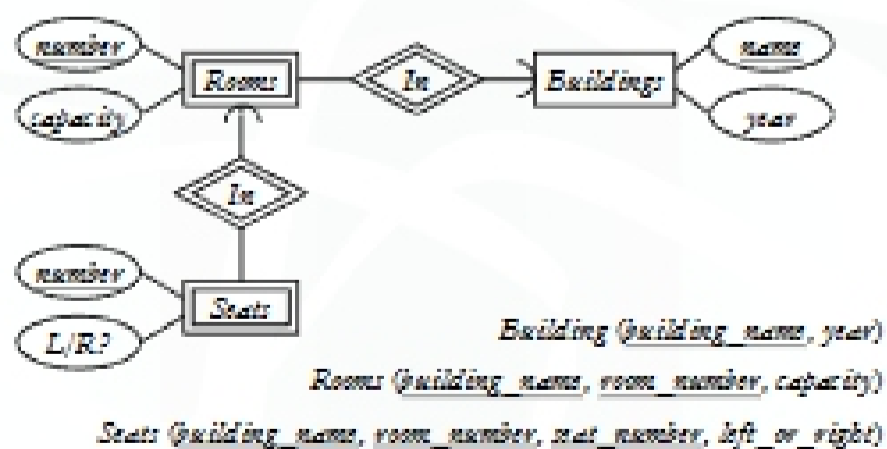 number
Rooms
In
Buildings
name
capacity
year
In
number
Seats
L/R?
Building (building_name, year)
Rooms (building_name, room_number, capacity)
Seats (building_name, room_number, seat_number, left_or_right)